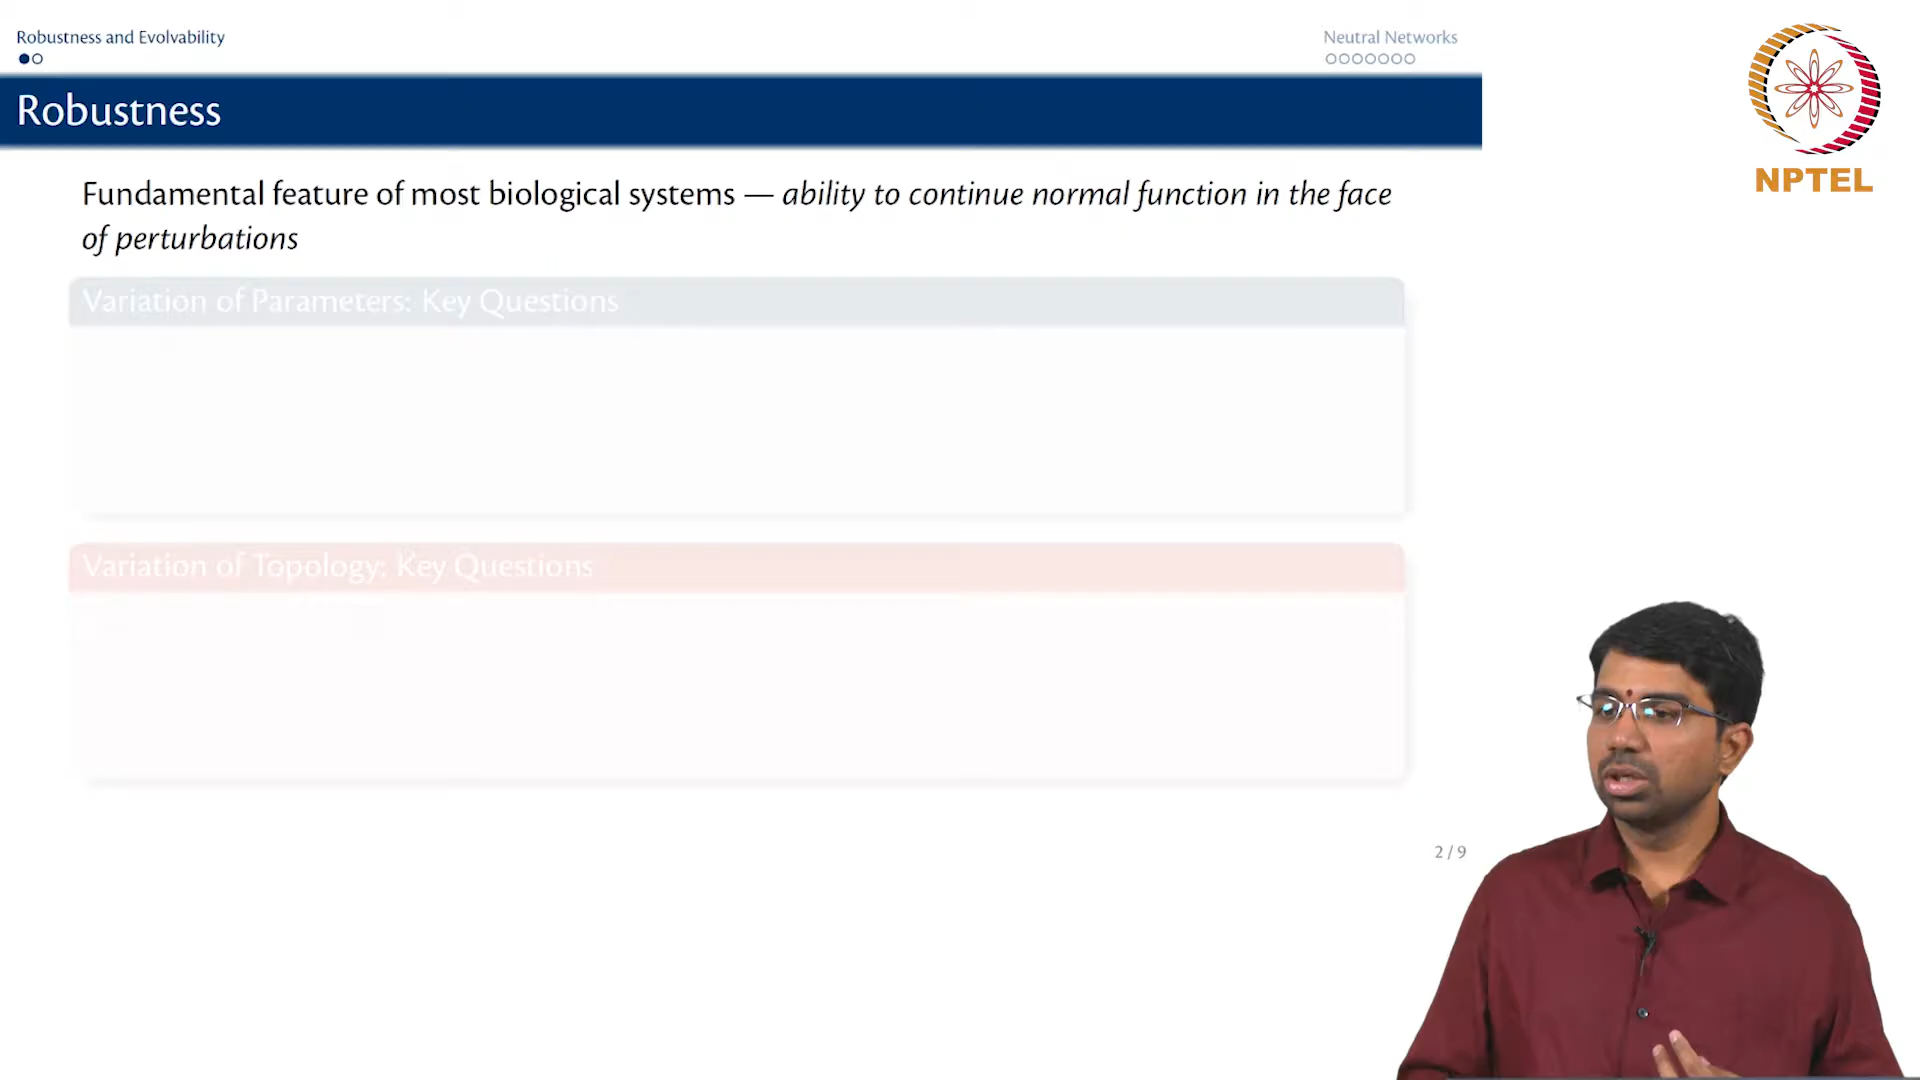 Robustness and Evolvability
Neutral Networks
NPTEL
Robustness
Fundamental feature of most biological systems — ability to continue normal function in the face
of perturbations
Variation of Parameters: Key Questions
Variation of Topology: Key Questions
2 / 9